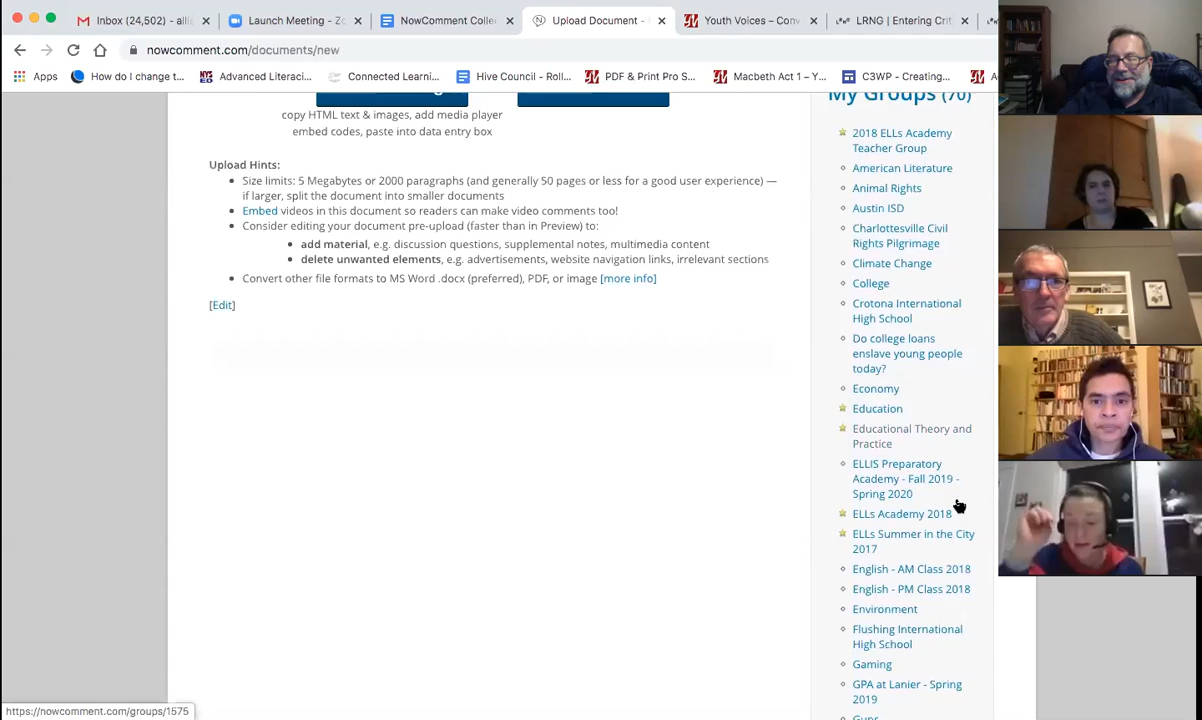 Inbox (24,502) - alli
Launch Meeting - Zo
NowComment Colle
Upload Document -
Youth Voices – Conv
LRNG | Entering Crit
nowcomment.com/documents/new
Apps
How do I change t...
Advanced Literaci...
Connected Learni...
Hive Council - Roll...
PDF & Print Pro S...
Macbeth Act 1 – Y...
C3WP - Creating...
My Groups (70)
copy HTML text & images, add media player
embed codes, paste into data entry box
Upload Hints:
Size limits: 5 Megabytes or 2000 paragraphs (and generally 50 pages or less for a good user experience) —
if larger, split the document into smaller documents
Embed videos in this document so readers can make video comments too!
Consider editing your document pre-upload (faster than in Preview) to:
add material, e.g. discussion questions, supplemental notes, multimedia content
delete unwanted elements, e.g. advertisements, website navigation links, irrelevant sections
Convert other file formats to MS Word .docx (preferred), PDF, or image [more info]
[Edit]
2018 ELLs Academy
Teacher Group
American Literature
Animal Rights
Austin ISD
Charlottesville Civil
Rights Pilgrimage
Climate Change
College
Crotona International
High School
Do college loans
enslave young people
today?
Economy
Education
Educational Theory and
Practice
ELLIS Preparatory
Academy - Fall 2019 -
Spring 2020
ELLs Academy 2018
ELLs Summer in the City
2017
English - AM Class 2018
English - PM Class 2018
Environment
Flushing International
High School
Gaming
GPA at Lanier - Spring
2019
Guns
https://nowcomment.com/groups/1575